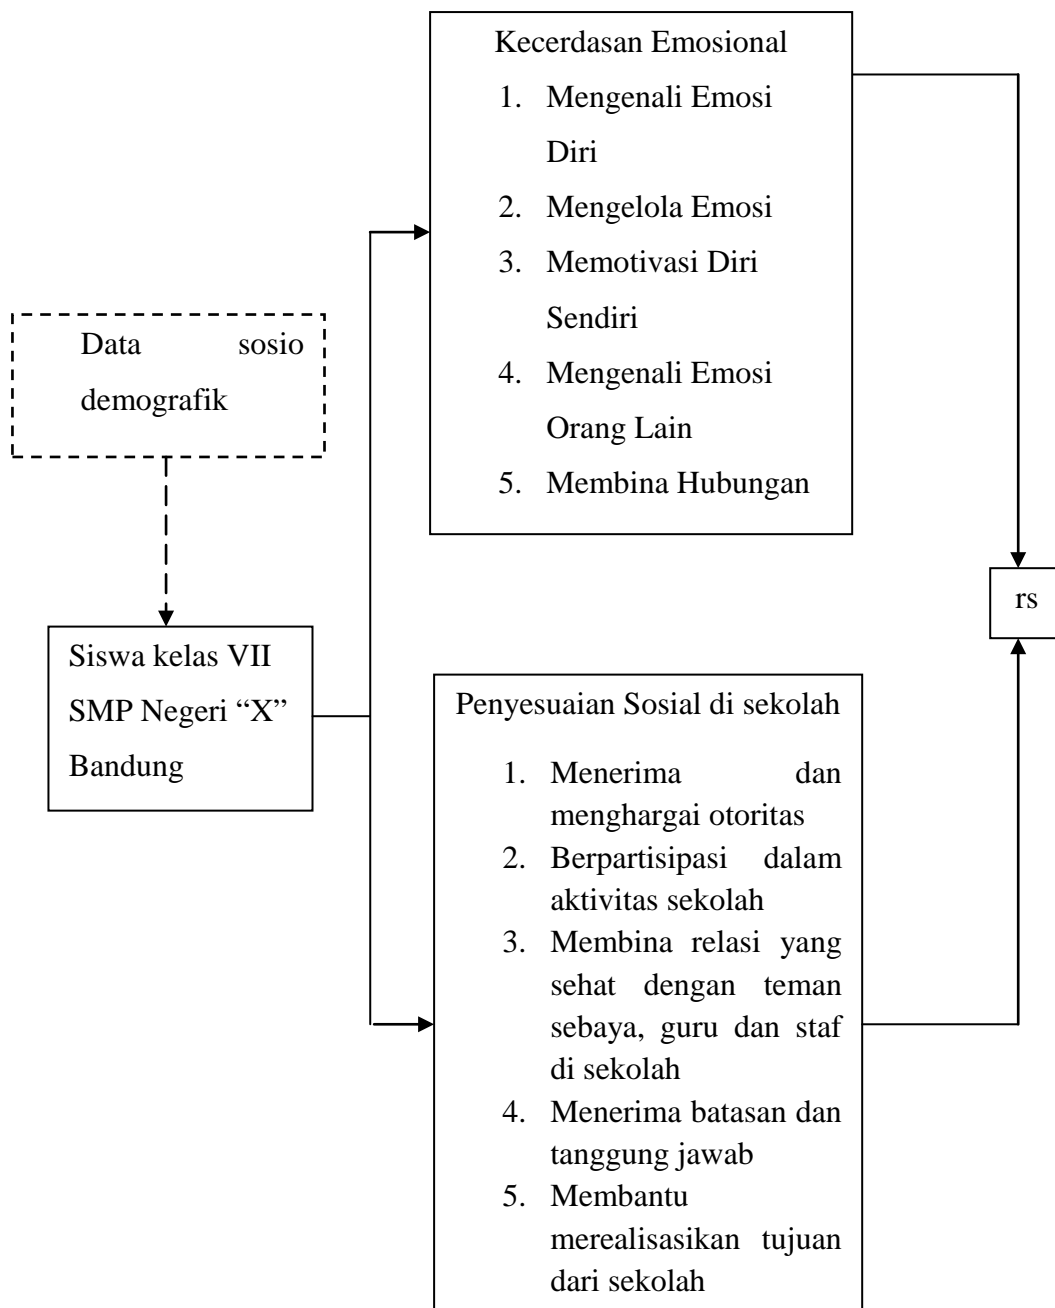 Kecerdasan Emosional
1. Mengenali Emosi
Diri
2. Mengelola Emosi
3. Memotivasi Diri
Sendiri
4. Mengenali Emosi
Orang Lain
5. Membina Hubungan
Data sosio
demografik
rs
Siswa kelas VII
SMP Negeri “X”
Bandung
Penyesuaian Sosial di sekolah
1. Menerima dan
menghargai otoritas
2. Berpartisipasi dalam
aktivitas sekolah
3. Membina relasi yang
sehat dengan teman
sebaya, guru dan staf
di sekolah
4. Menerima batasan dan
tanggung jawab
5. Membantu
merealisasikan tujuan
dari sekolah